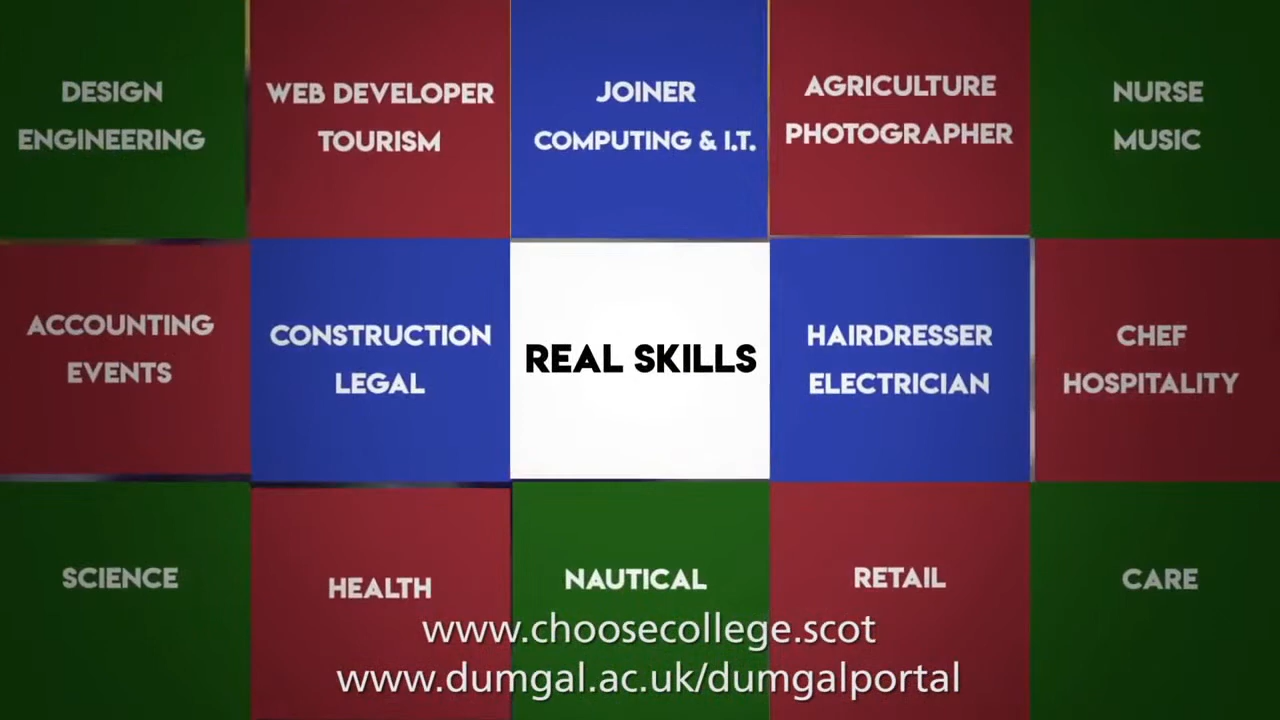 DESIGN
ENGINEERING
WEB DEVELOPER
TOURISM
JOINER
COMPUTING & I.T.
AGRICULTURE
PHOTOGRAPHER
NURSE
MUSIC
ACCOUNTING
EVENTS
CONSTRUCTION
LEGAL
REAL SKILLS
HAIRDRESSER
ELECTRICIAN
CHEF
HOSPITALITY
SCIENCE
HEALTH
NAUTICAL
RETAIL
CARE
www.choosecollege.scot
www.dumgal.ac.uk/dumgalportal